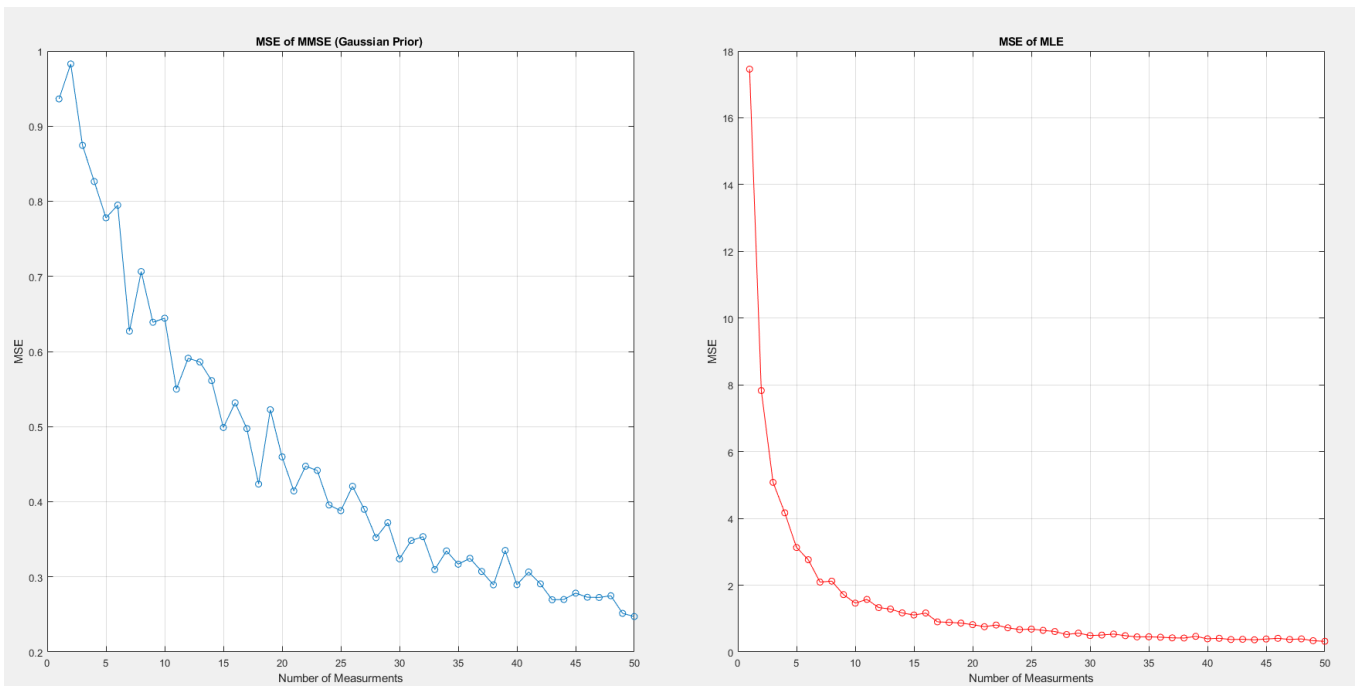 MSE of MMSE (Gaussian Prior)
1
0.9
0.8
0.7
0.6
0.5
0.4
0.3
0.2
MSE
0 5 10 15 20 25 30 35 40 45 50
Number of Measurments
MSE of MLE
18
16
14
12
10
8
6
4
2
0
MSE
0 5 10 15 20 25 30 35 40 45 50
Number of Measurments